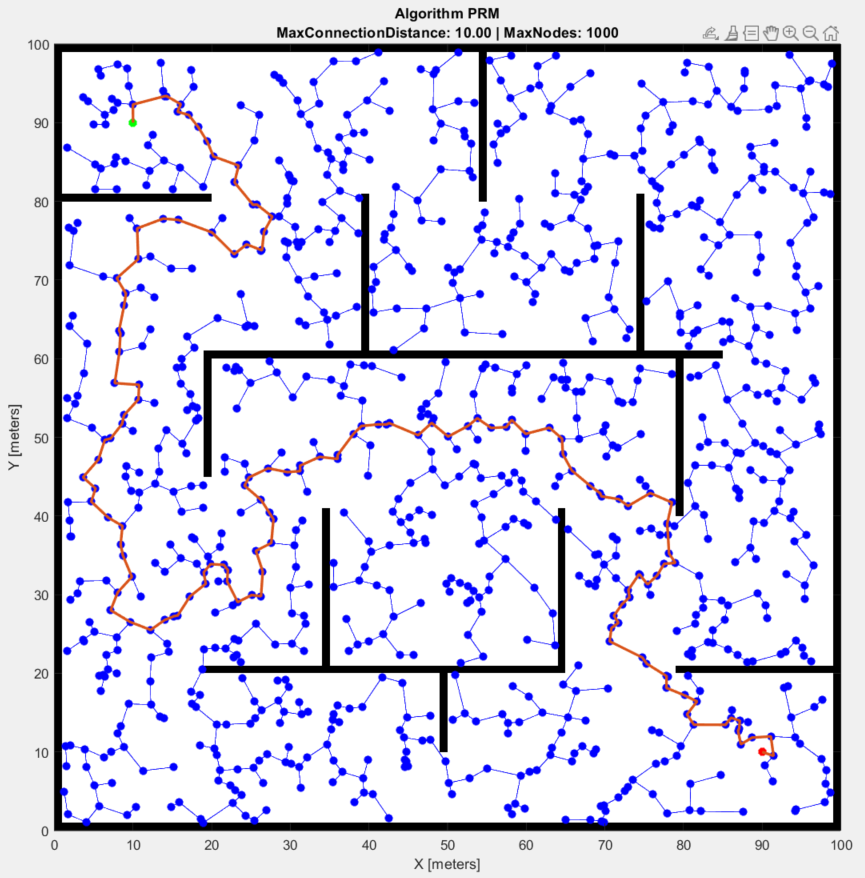 Algorithm PRM
MaxConnectionDistance: 10.00 | MaxNodes: 1000
100
90
80
70
60
50
40
30
20
10
0
Y [meters]
0 10 20 30 40 50 60 70 80 90 100
X [meters]